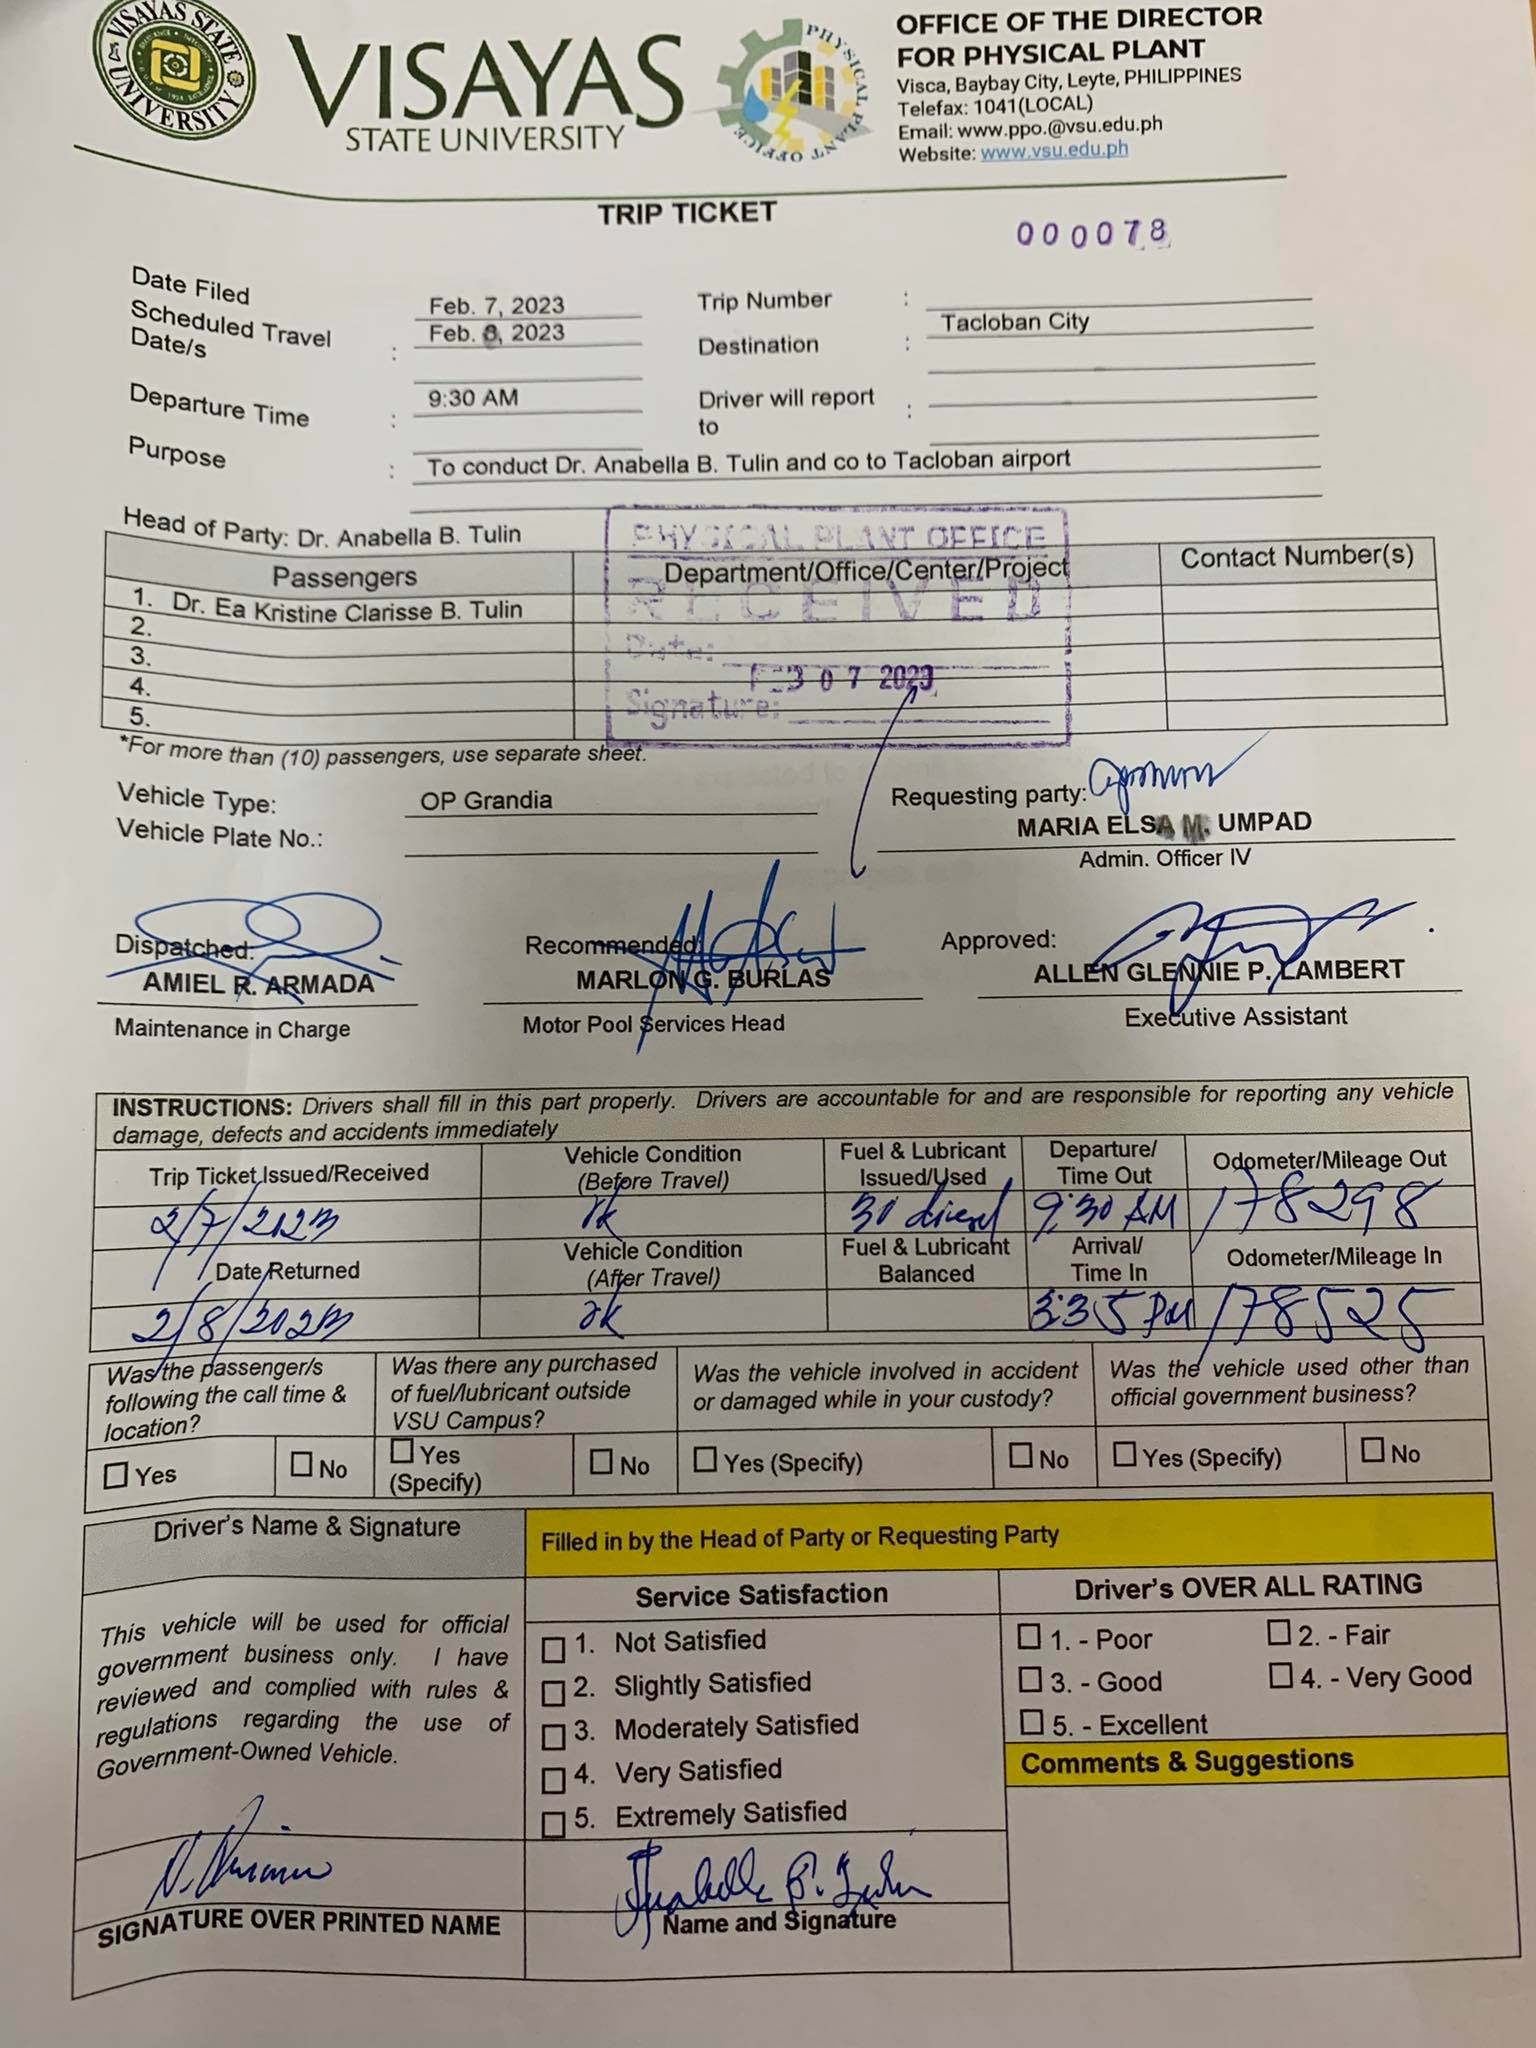 VISAYAS STATE UNIVERSITY
VISAYAS
STATE UNIVERSITY
PHYSICAL PLANT OFFICE
OFFICE OF THE DIRECTOR
FOR PHYSICAL PLANT
Visca, Baybay City, Leyte, PHILIPPINES
Telefax: 1041(LOCAL)
Email: www.ppo.@vsu.edu.ph
Website: www.vsu.edu.ph
TRIP TICKET
000078
Date Filed Feb. 7, 2023 Trip Number :
Scheduled Travel Date/s : Feb. 8, 2023 Destination : Tacloban City
Departure Time : 9:30 AM Driver will report to :
Purpose : To conduct Dr. Anabella B. Tulin and co to Tacloban airport
Head of Party: Dr. Anabella B. Tulin
PHYSICAL PLANT OFFICE
RECEIVED
Date: FEB 07 2023
Signature:
Passengers Department/Office/Center/Project Contact Number(s)
1. Dr. Ea Kristine Clarisse B. Tulin
2.
3.
4.
5.
*For more than (10) passengers, use separate sheet.
Vehicle Type: OP Grandia Requesting party:
Vehicle Plate No.: MARIA ELSA M. UMPAD
Admin. Officer IV
Dispatched: Recommended: Approved:
AMIEL R. ARMADA MARLON G. BURLAS ALLEN GLENNIE P. LAMBERT
Maintenance in Charge Motor Pool Services Head Executive Assistant
INSTRUCTIONS: Drivers shall fill in this part properly. Drivers are accountable for and are responsible for reporting any vehicle
damage, defects and accidents immediately
Trip Ticket Issued/Received Vehicle Condition (Before Travel) Fuel & Lubricant Issued/Used Departure/ Time Out Odometer/Mileage Out
2/7/2023 ok 30 diesel 9:30 AM 178298
Date Returned Vehicle Condition (After Travel) Fuel & Lubricant Balanced Arrival/ Time In Odometer/Mileage In
2/8/2023 ok 3:35 PM 178525
Was the passenger/s following the call time & location? Was there any purchased of fuel/lubricant outside VSU Campus? Was the vehicle involved in accident or damaged while in your custody? Was the vehicle used other than official government business?
Yes No Yes (Specify) No Yes (Specify) No Yes (Specify) No
Driver's Name & Signature Filled in by the Head of Party or Requesting Party
Service Satisfaction Driver's OVER ALL RATING
This vehicle will be used for official
government business only. I have
reviewed and complied with rules &
regulations regarding the use of
Government-Owned Vehicle.
1. Not Satisfied
2. Slightly Satisfied
3. Moderately Satisfied
4. Very Satisfied
5. Extremely Satisfied
1. - Poor 2. - Fair
3. - Good 4. - Very Good
5. - Excellent
Comments & Suggestions
Anabella B. Tulin
SIGNATURE OVER PRINTED NAME Name and Signature